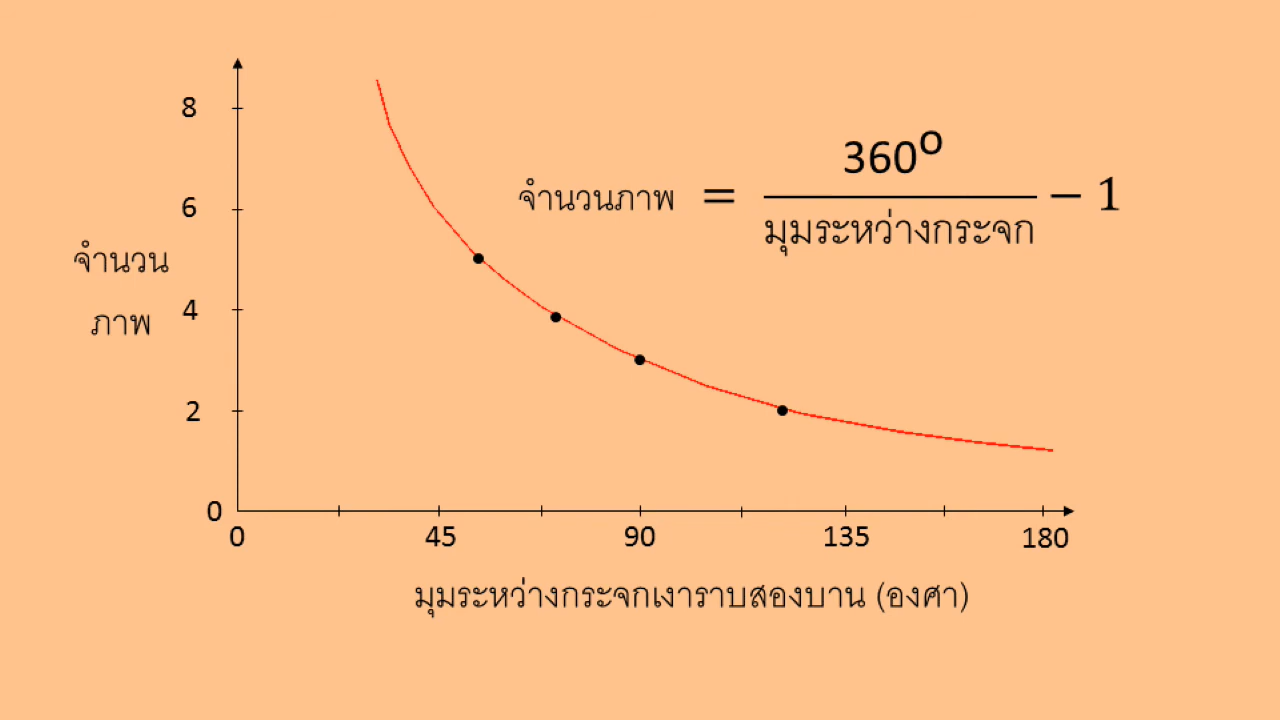 8
360°
จำนวนภาพ = ──── − 1
มุมระหว่างกระจก
6
จำนวน
ภาพ
4
2
0
0 45 90 135 180
มุมระหว่างกระจกเงาราบสองบาน (องศา)